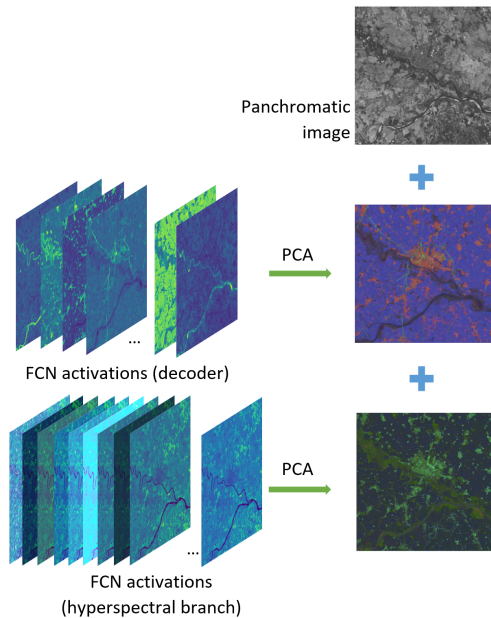 Panchromatic
image
PCA
...
FCN activations (decoder)
PCA
...
FCN activations
(hyperspectral branch)